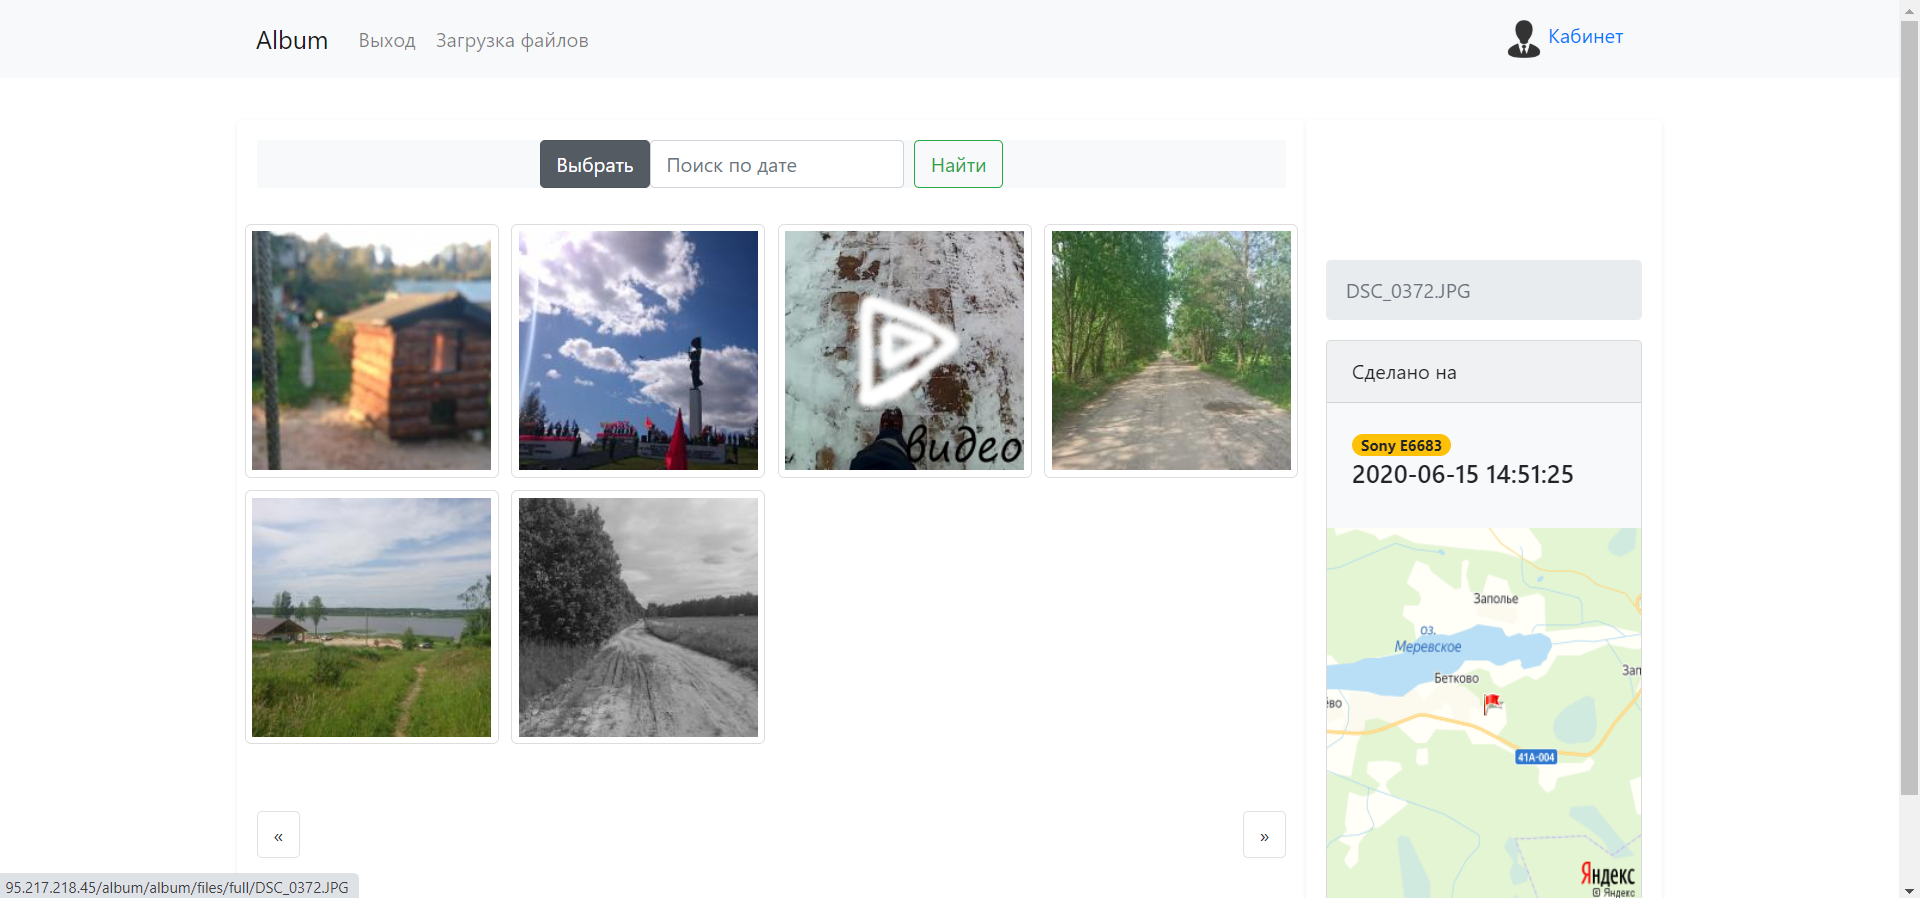 Album
Выход
Загрузка файлов
Кабинет
Выбрать
Поиск по дате
Найти
видео
DSC_0372.JPG
Сделано на
Sony E6683
2020-06-15 14:51:25
Заполье
оз.
Меревское
Бетково
Зап
ёво
41А-004
Яндекс
© Яндекс
«
»
95.217.218.45/album/album/files/full/DSC_0372.JPG